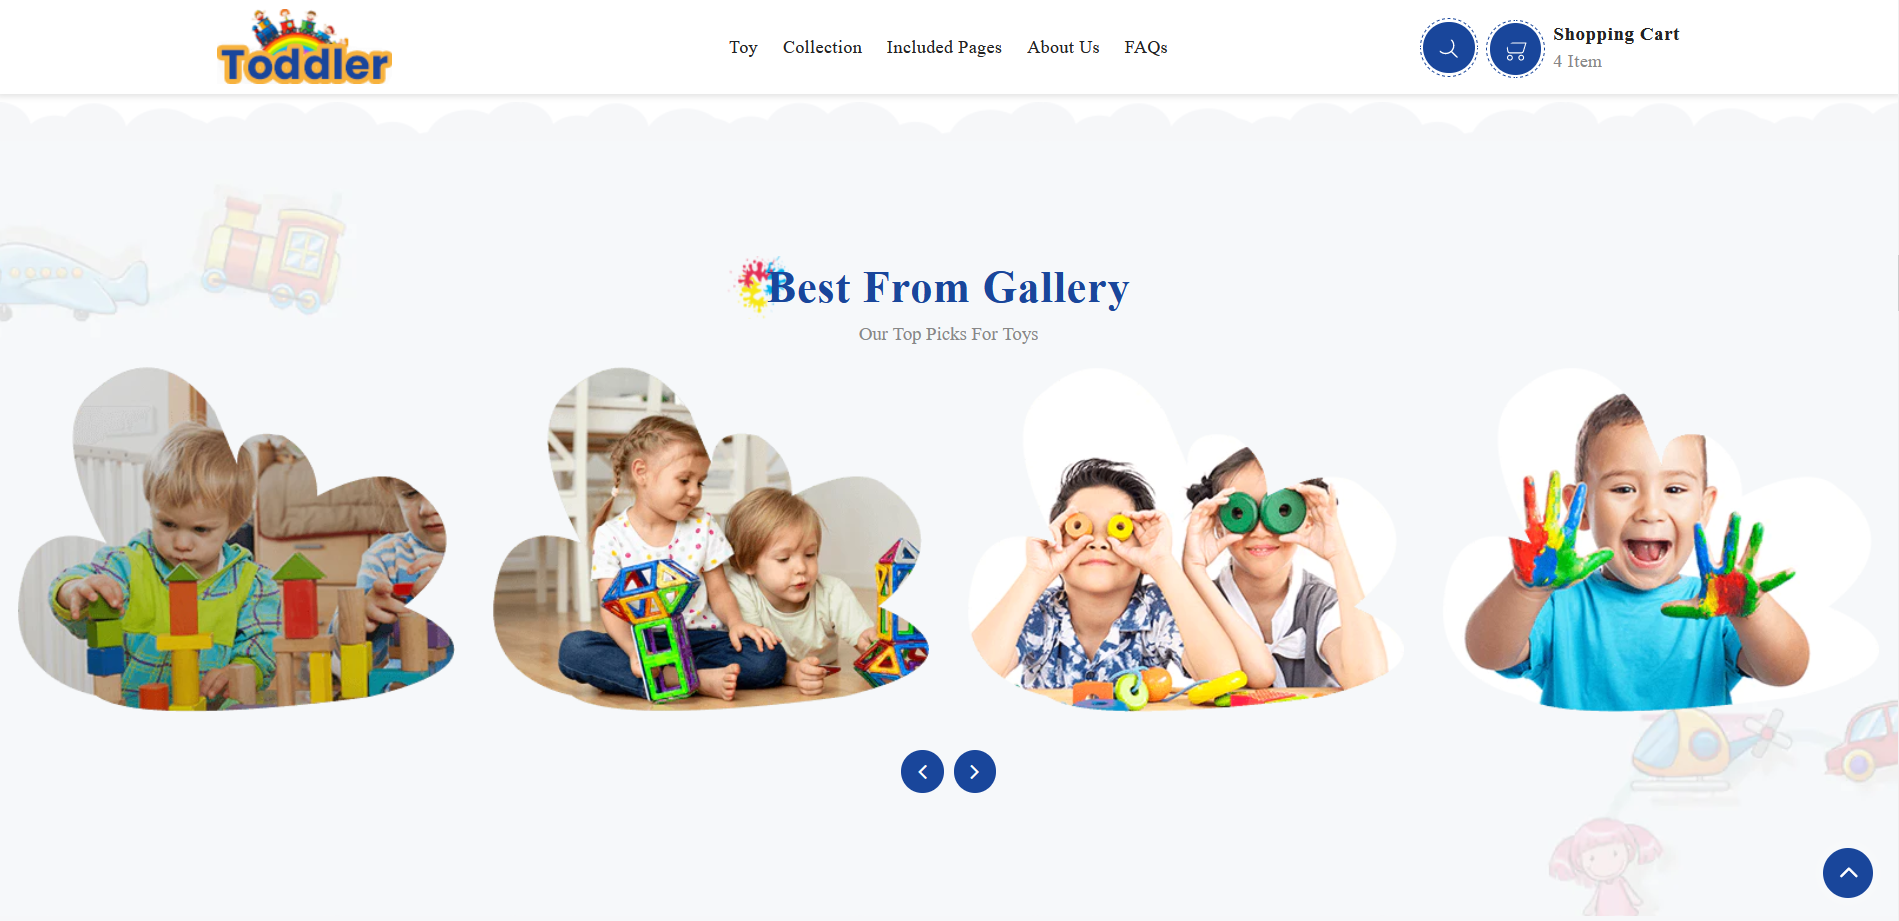 Toddler
Toy Collection Included Pages About Us FAQs
Shopping Cart
4 Item
Best From Gallery
Our Top Picks For Toys